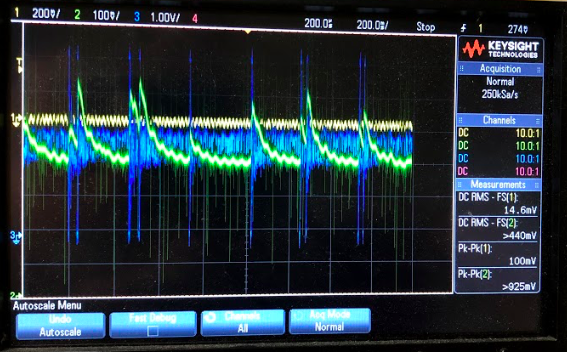 1 200⩘/ 2 100⩘/ 3 1.00V/ 4 200.0s 200.0s/ Stop 1 274⩘
KEYSIGHT
TECHNOLOGIES
Acquisition
Normal
250kSa/s
Channels
DC 10.0:1
DC 10.0:1
DC 10.0:1
DC 10.0:1
Measurements
DC RMS - FS(1):
14.6mV
DC RMS - FS(2):
>440mV
Pk-Pk(1):
100mV
Pk-Pk(2):
>925mV
Autoscale Menu
Undo
Autoscale
Fast Debug
Channels
All
Acq Mode
Normal